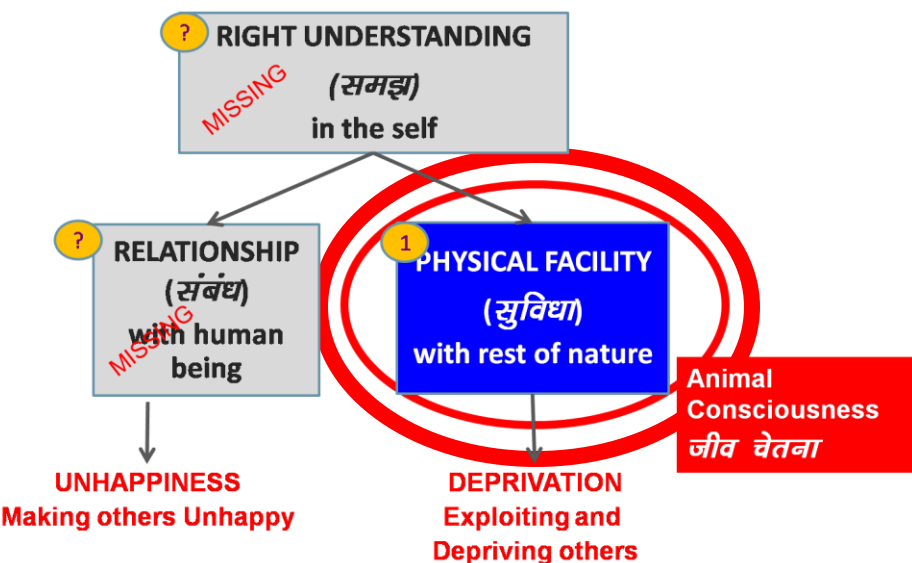 ?
RIGHT UNDERSTANDING
(समझ)
MISSING
in the self
?
RELATIONSHIP
(संबंध)
with human
being
MISSING
1
PHYSICAL FACILITY
(सुविधा)
with rest of nature
Animal
Consciousness
जीव चेतना
UNHAPPINESS
Making others Unhappy
DEPRIVATION
Exploiting and
Depriving others